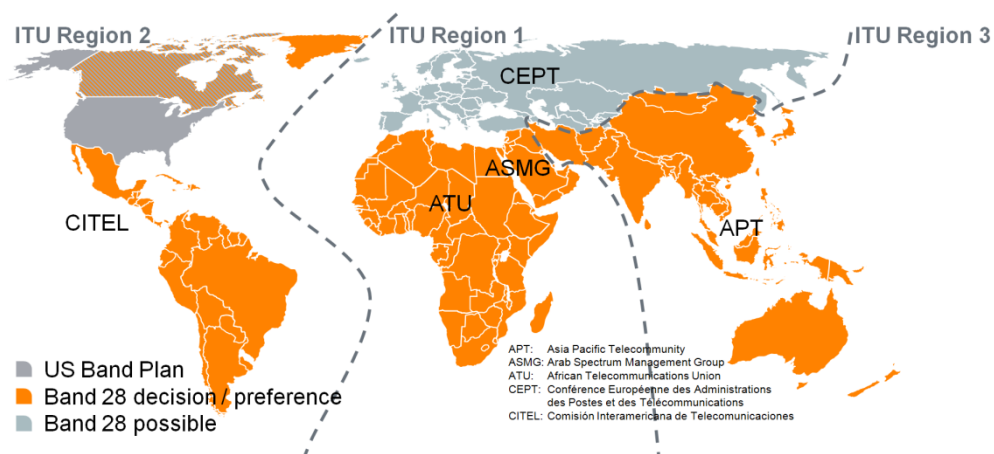 ITU Region 2
ITU Region 1
ITU Region 3
CEPT
ASMG
ATU
CITEL
APT
US Band Plan
Band 28 decision / preference
Band 28 possible
APT: Asia Pacific Telecommunity
ASMG: Arab Spectrum Management Group
ATU: African Telecommunications Union
CEPT: Conférence Européenne des Administrations
des Postes et des Télécommunications
CITEL: Comisión Interamericana de Telecomunicaciones